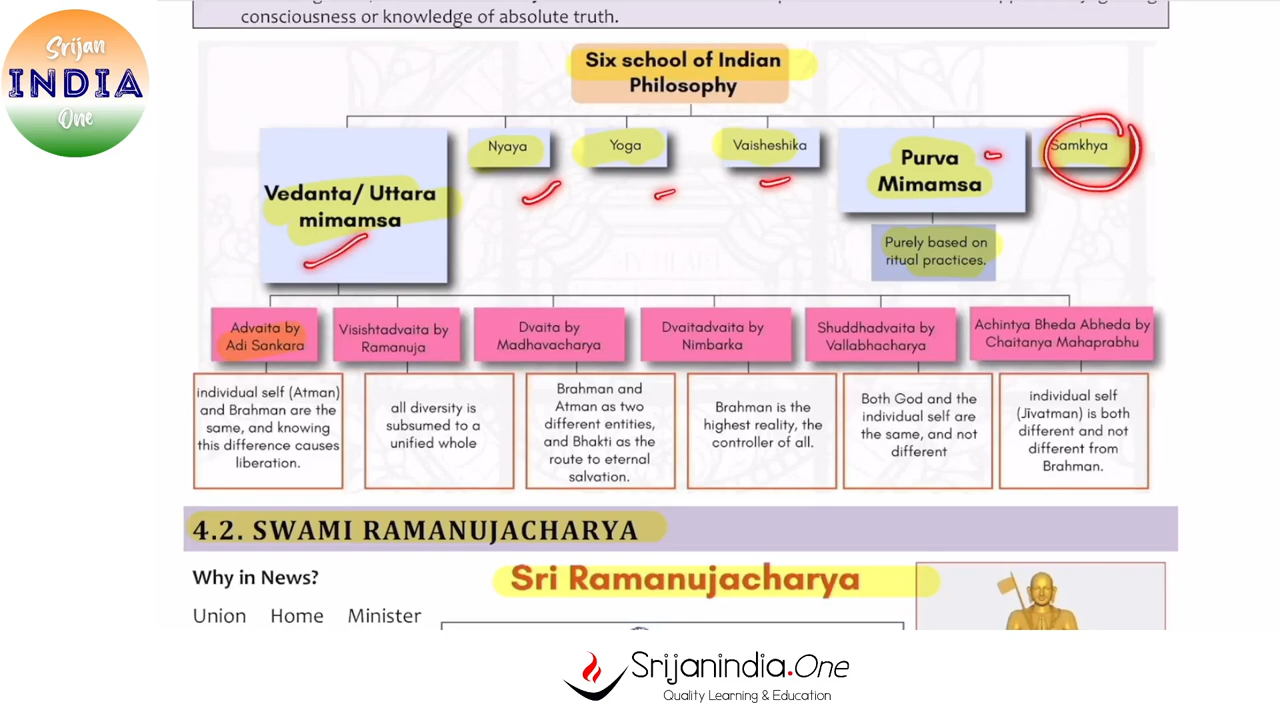 Srijan
INDIA
One
consciousness or knowledge of absolute truth.
Six school of Indian
Philosophy
Vedanta/ Uttara
mimamsa
Nyaya
Yoga
Vaisheshika
Purva
Mimamsa
Samkhya
Purely based on
ritual practices.
Advaita by
Adi Sankara
Visishtadvaita by
Ramanuja
Dvaita by
Madhavacharya
Dvaitadvaita by
Nimbarka
Shuddhadvaita by
Vallabhacharya
Achintya Bheda Abheda by
Chaitanya Mahaprabhu
individual self (Atman)
and Brahman are the
same, and knowing
this difference causes
liberation.
all diversity is
subsumed to a
unified whole
Brahman and
Atman as two
different entities,
and Bhakti as the
route to eternal
salvation.
Brahman is the
highest reality, the
controller of all.
Both God and the
individual self are
the same, and not
different
individual self
(Jīvatman) is both
different and not
different from
Brahman.
4.2. SWAMI RAMANUJACHARYA
Why in News?
Sri Ramanujacharya
Union Home Minister
Srijanindia.One
Quality Learning & Education